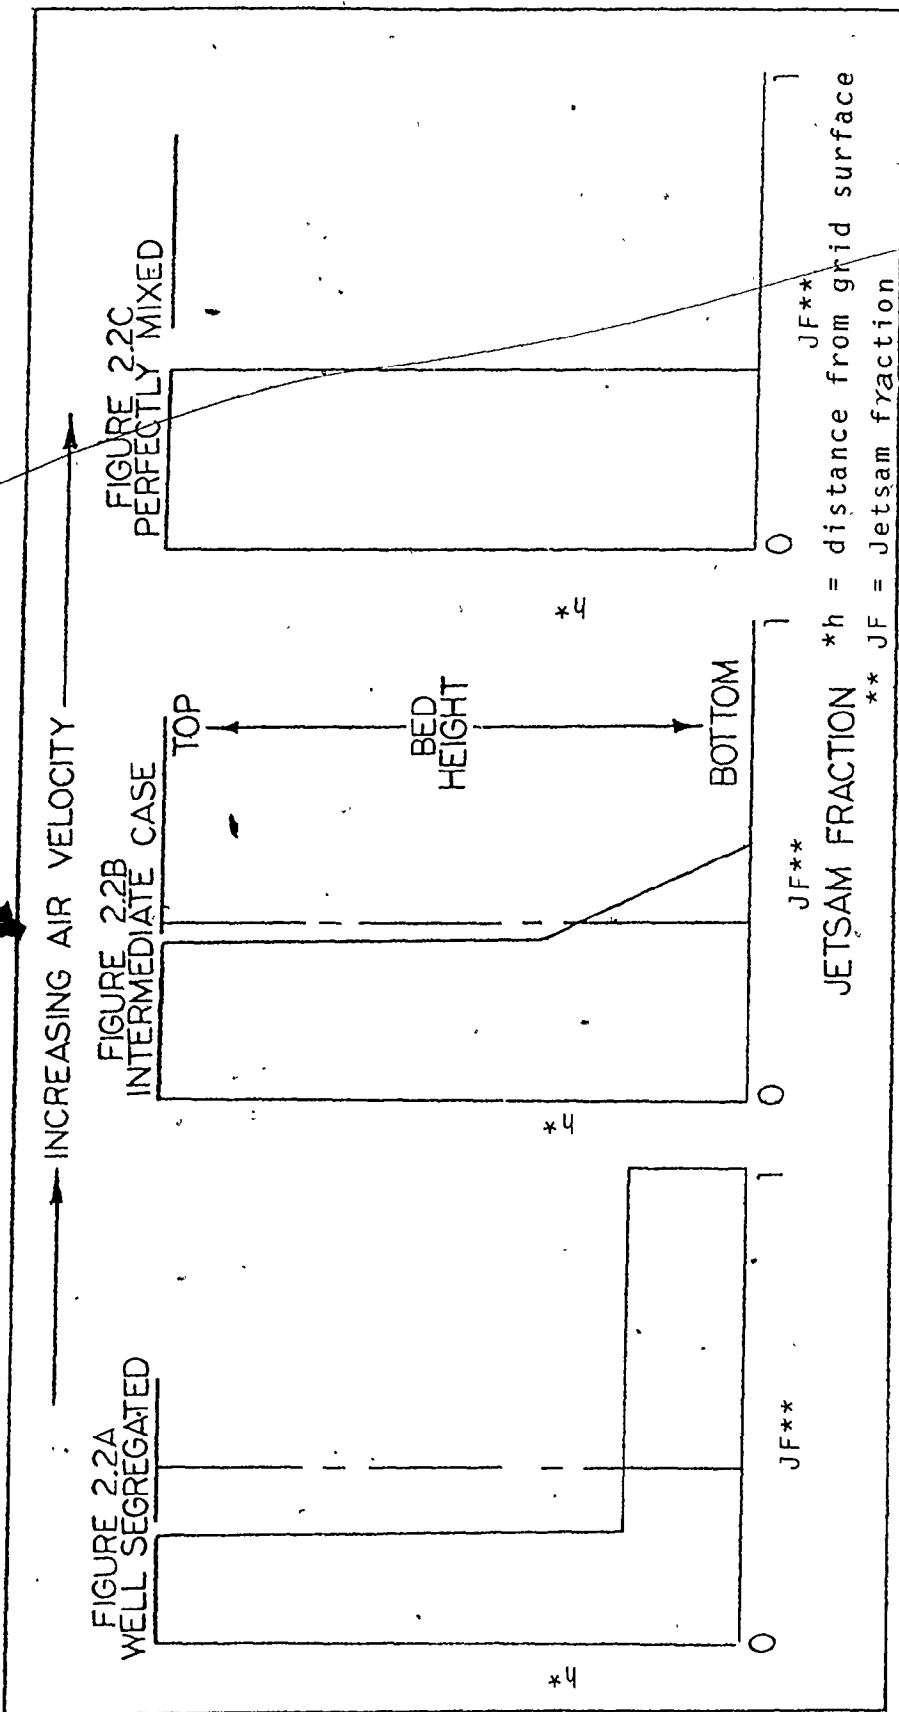 INCREASING AIR VELOCITY
FIGURE 2.2A
WELL SEGREGATED
*h
0
1
JF**
FIGURE 2.2B
INTERMEDIATE CASE
TOP
BED
HEIGHT
BOTTOM
*h
0
1
JF**
FIGURE 2.2C
PERFECTLY MIXED
*h
0
1
JF**
JETSAM FRACTION
*h = distance from grid surface
** JF = Jetsam fraction